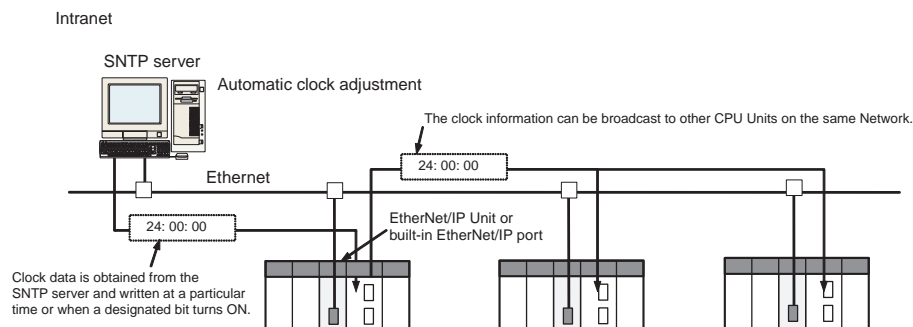 Intranet
SNTP server
Automatic clock adjustment
The clock information can be broadcast to other CPU Units on the same Network.
24: 00: 00
Ethernet
24: 00: 00
EtherNet/IP Unit or
built-in EtherNet/IP port
Clock data is obtained from the
SNTP server and written at a particular
time or when a designated bit turns ON.